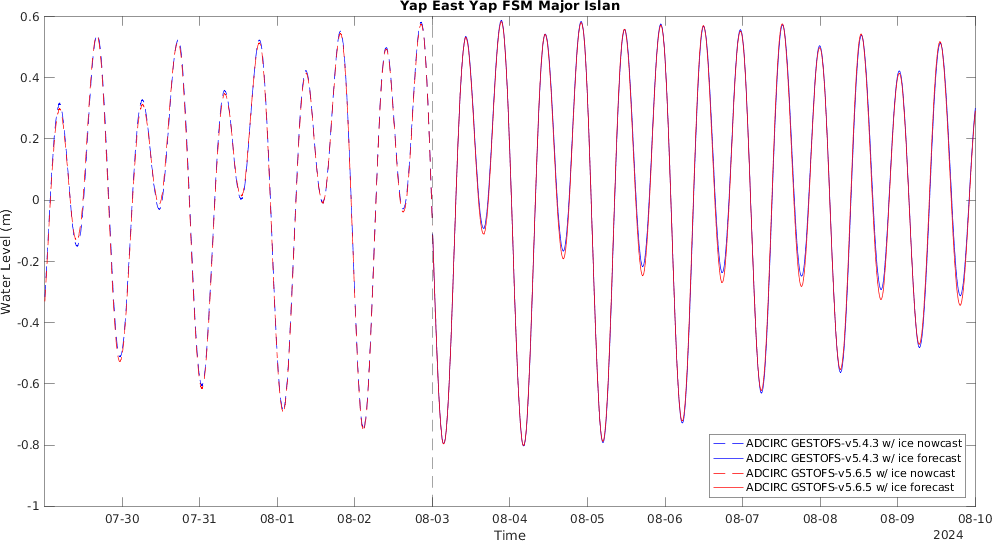 Yap East Yap FSM Major Islan
0.6
0.4
0.2
0
-0.2
-0.4
-0.6
-0.8
-1
Water Level (m)
ADCIRC GESTOFS-v5.4.3 w/ ice nowcast
ADCIRC GESTOFS-v5.4.3 w/ ice forecast
ADCIRC GSTOFS-v5.6.5 w/ ice nowcast
ADCIRC GSTOFS-v5.6.5 w/ ice forecast
07-30 07-31 08-01 08-02 08-03 08-04 08-05 08-06 08-07 08-08 08-09 08-10
Time
2024